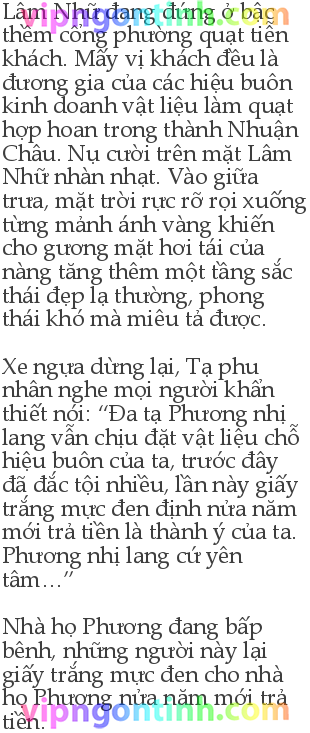 Lâm Nhữ đang đứng ở bậc
vipngontinh.com
thềm cổng phường quạt tiễn
khách. Mấy vị khách đều là
đương gia của các hiệu buôn
kinh doanh vật liệu làm quạt
hợp hoan trong thành Nhuận
Châu. Nụ cười trên mặt Lâm
Nhữ nhàn nhạt. Vào giữa
trưa, mặt trời rực rỡ rọi xuống
từng mảnh ánh vàng khiến
cho gương mặt hơi tái của
nàng tăng thêm một tầng sắc
thái đẹp lạ thường, phong
thái khó mà miêu tả được.
Xe ngựa dừng lại, Tạ phu
nhân nghe mọi người khẩn
thiết nói: “Đa tạ Phương nhị
lang vẫn chịu đặt vật liệu chỗ
hiệu buôn của ta, trước đây
đã đắc tội nhiều, lần này giấy
trắng mực đen định nửa năm
mới trả tiền là thành ý của ta.
Phương nhị lang cứ yên
tâm…”
Nhà họ Phương đang bấp
bênh, những người này lại
giấy trắng mực đen cho nhà
họ Phương nửa năm mới trả
vipngontinh.com
tiền.